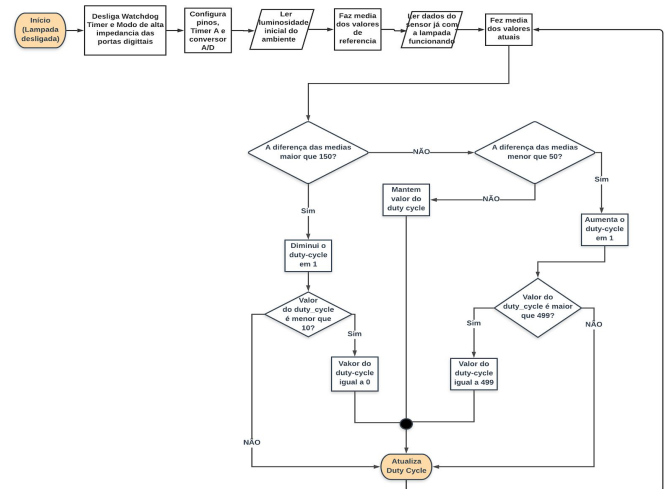 Início
(Lampada
desligada)
Desliga Watchdog
Timer e Modo de alta
impedancia das
portas digittais
Configura
pinos,
Timer A e
conversor
A/D
Ler
luminosidade
inicial do
ambiente
Faz media
dos valores
de
referencia
Ler dados do
sensor já com
a lampada
funcionando
Fez media
dos valores
atuais
A diferença das medias
maior que 150?
NÃO
A diferença das medias
menor que 50?
Sim
Mantem
valor do
duty cycle
NÃO
Sim
Aumenta o
duty-cycle
em 1
Diminui o
duty-cycle
em 1
Valor
do duty_cycle
é menor que
10?
Valor do
duty_cycle é maior
que 499?
Sim
Sim
NÃO
Vakor do
duty-cycle
igual a 0
Valor do
duty-cycle
igual a 499
NÃO
Atualiza
Duty Cycle